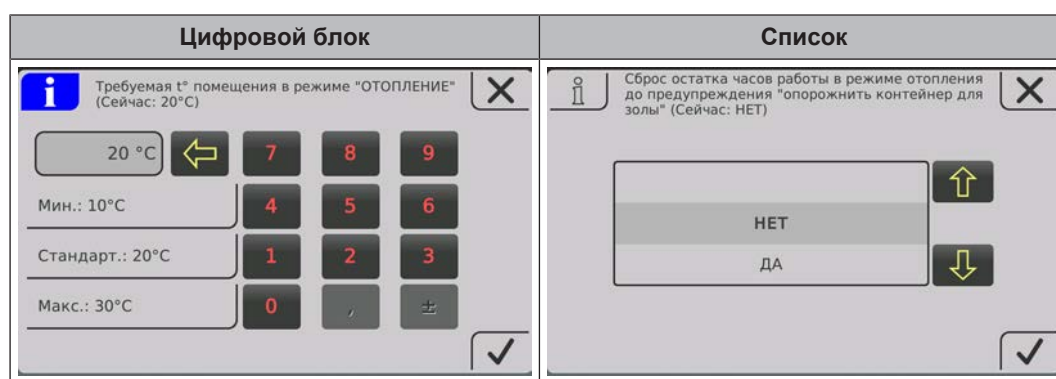 Цифровой блок
Список
i
Требуемая t° помещения в режиме "ОТОПЛЕНИЕ"
(Сейчас: 20°C)
20 °C
7 8 9
Мин.: 10°C
4 5 6
Стандарт.: 20°C
1 2 3
Макс.: 30°C
0 , ±
i
Сброс остатка часов работы в режиме отопления
до предупреждения "опорожнить контейнер для
золы" (Сейчас: НЕТ)
НЕТ
ДА